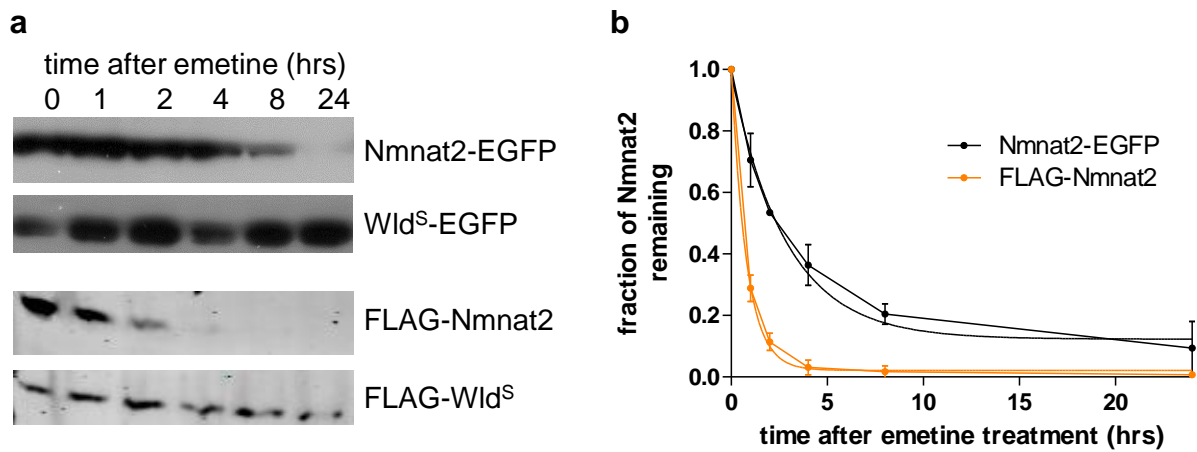 a
time after emetine (hrs)
0 1 2 4 8 24
Nmnat2-EGFP
Wldˢ-EGFP
FLAG-Nmnat2
FLAG-Wldˢ
b
fraction of Nmnat2
remaining
1.0
0.8
0.6
0.4
0.2
0.0
0 5 10 15 20
time after emetine treatment (hrs)
Nmnat2-EGFP
FLAG-Nmnat2